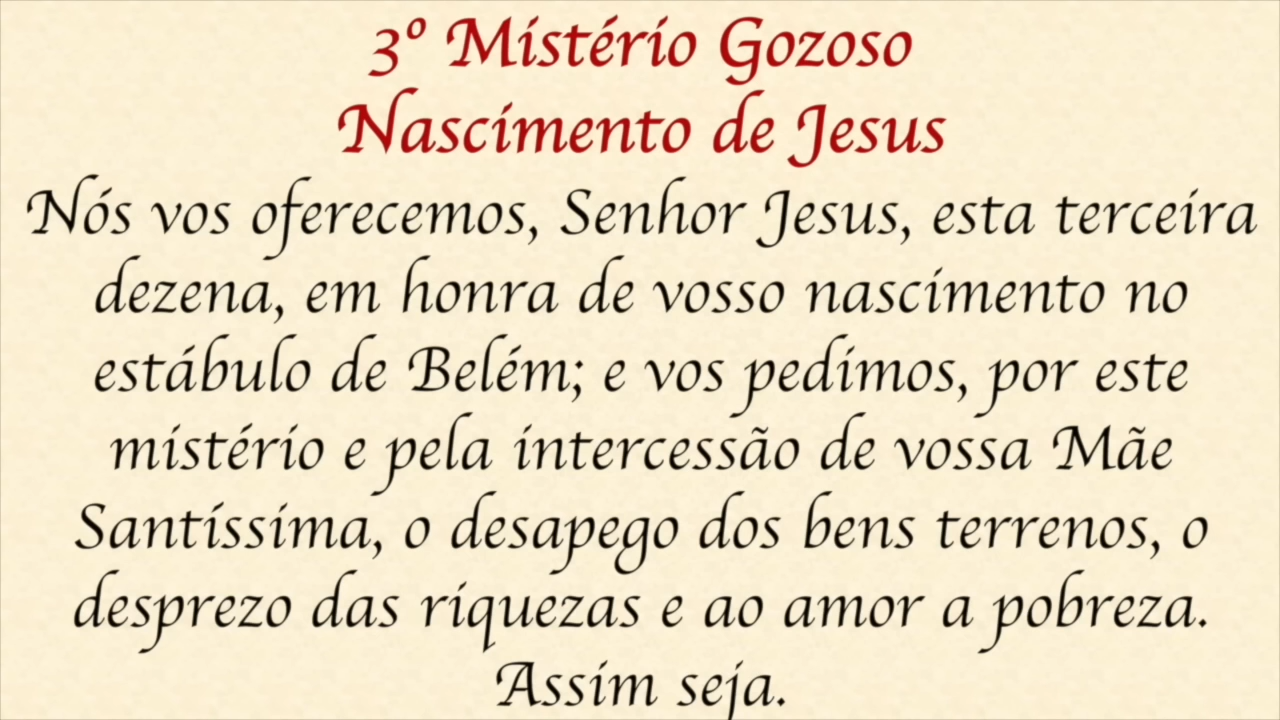 3º Mistério Gozoso
Nascimento de Jesus
Nós vos oferecemos, Senhor Jesus, esta terceira
dezena, em honra de vosso nascimento no
estábulo de Belém; e vos pedimos, por este
mistério e pela intercessão de vossa Mãe
Santíssima, o desapego dos bens terrenos, o
desprezo das riquezas e ao amor a pobreza.
Assim seja.